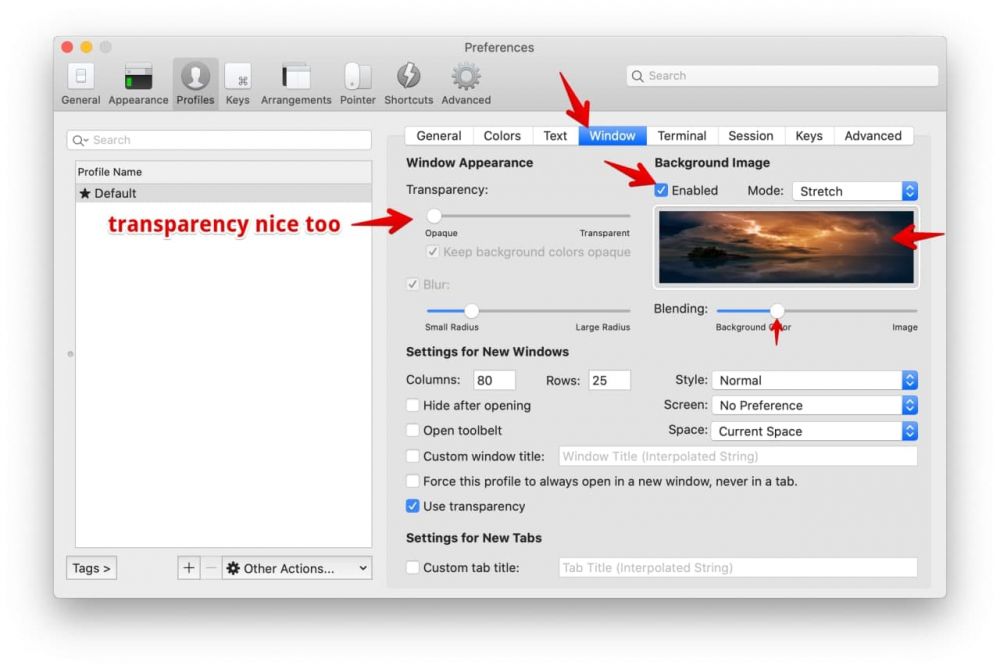 Preferences
General Appearance Profiles Keys Arrangements Pointer Shortcuts Advanced
Search
Search
Profile Name
★ Default
General Colors Text Window Terminal Session Keys Advanced
Window Appearance
Transparency:
transparency nice too
Opaque Transparent
Keep background colors opaque
Blur:
Small Radius Large Radius
Background Image
Enabled Mode: Stretch
Blending:
Background Color Image
Settings for New Windows
Columns: 80 Rows: 25
Style: Normal
Hide after opening
Screen: No Preference
Open toolbelt
Space: Current Space
Custom window title: Window Title (Interpolated String)
Force this profile to always open in a new window, never in a tab.
Use transparency
Settings for New Tabs
Custom tab title: Tab Title (Interpolated String)
Tags > + − Other Actions...